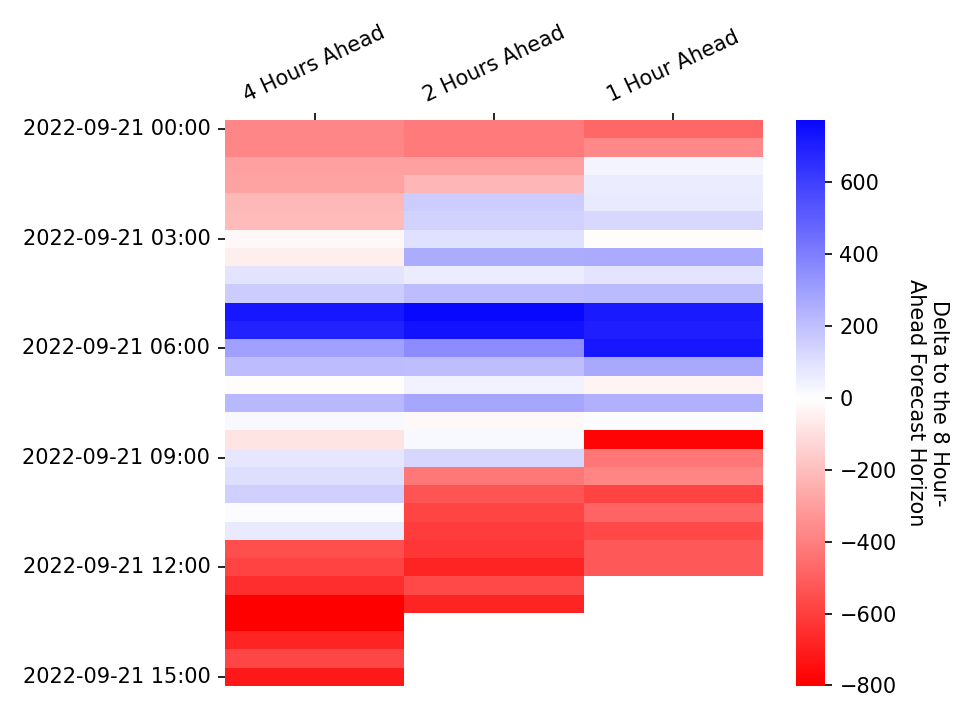 4 Hours Ahead
2 Hours Ahead
1 Hour Ahead
2022-09-21 00:00
2022-09-21 03:00
2022-09-21 06:00
2022-09-21 09:00
2022-09-21 12:00
2022-09-21 15:00
600
400
200
0
−200
−400
−600
−800
Delta to the 8 Hour-
Ahead Forecast Horizon